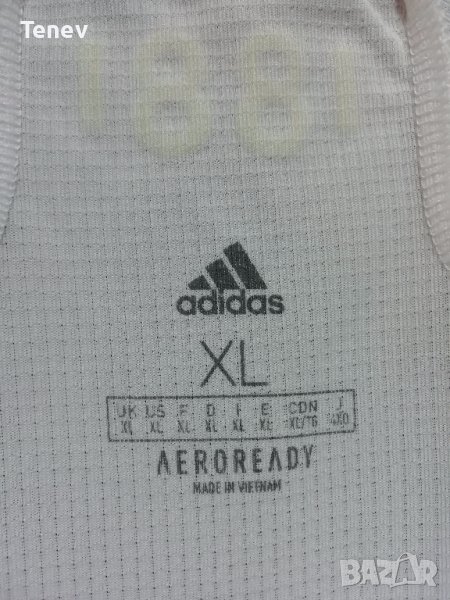 Tenev
1881
adidas
XL
UK US F D I E CDN J
XL XL XL XL XL XL XL/TG 4XO
AEROREADY
MADE IN VIETNAM
BAZAR